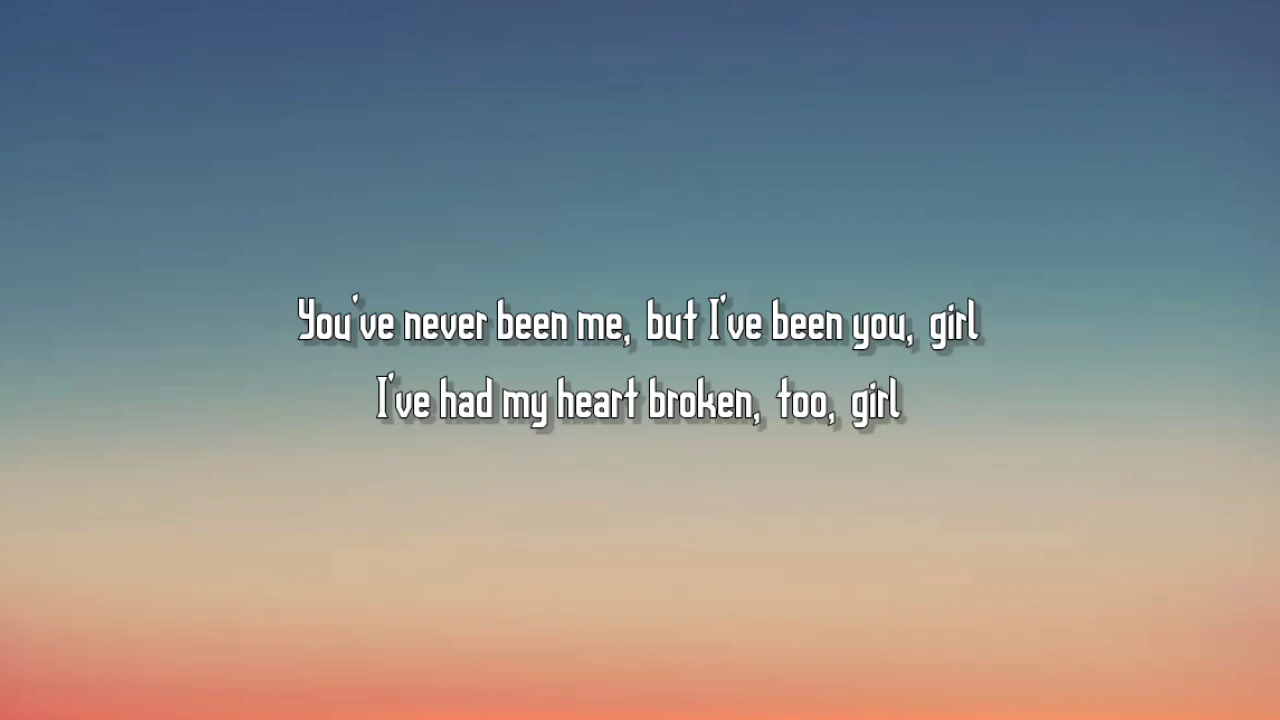 You've never been me, but I've been you, girl
I've had my heart broken, too, girl